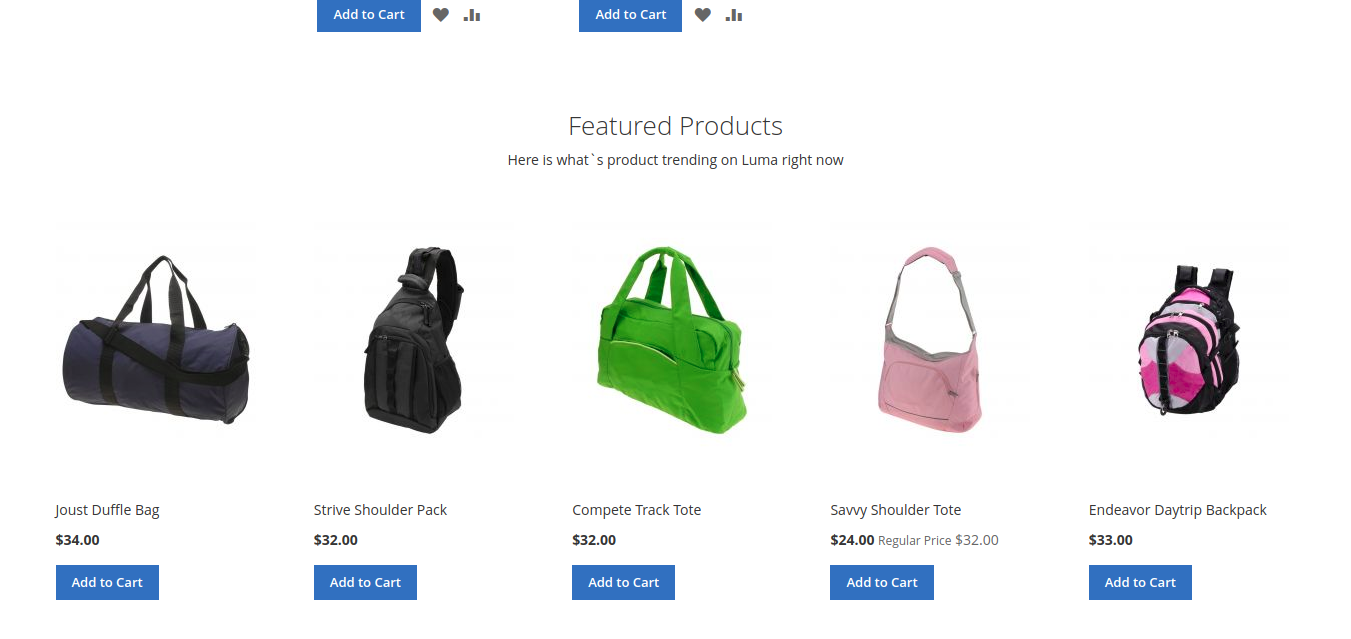 Add to Cart Add to Cart
Featured Products
Here is what`s product trending on Luma right now
Joust Duffle Bag Strive Shoulder Pack Compete Track Tote Savvy Shoulder Tote Endeavor Daytrip Backpack
$34.00 $32.00 $32.00 $24.00 Regular Price $32.00 $33.00
Add to Cart Add to Cart Add to Cart Add to Cart Add to Cart